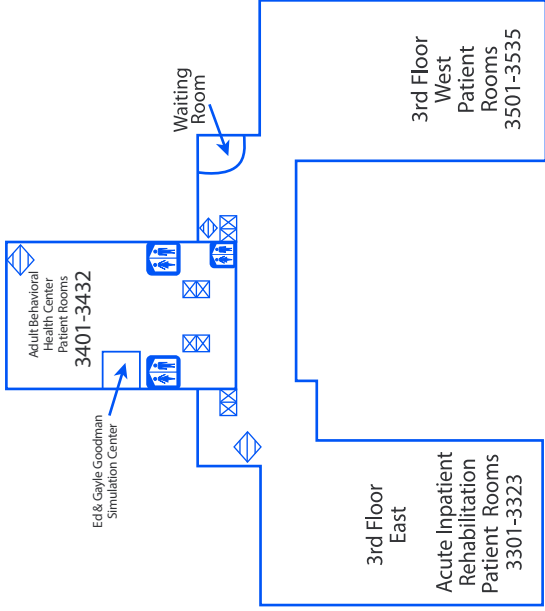 Waiting
Room
3rd Floor
West
Patient
Rooms
3501-3535
Adult Behavioral
Health Center
Patient Rooms
3401-3432
Ed & Gayle Goodman
Simulation Center
3rd Floor
East
Acute Inpatient
Rehabilitation
Patient Rooms
3301-3323